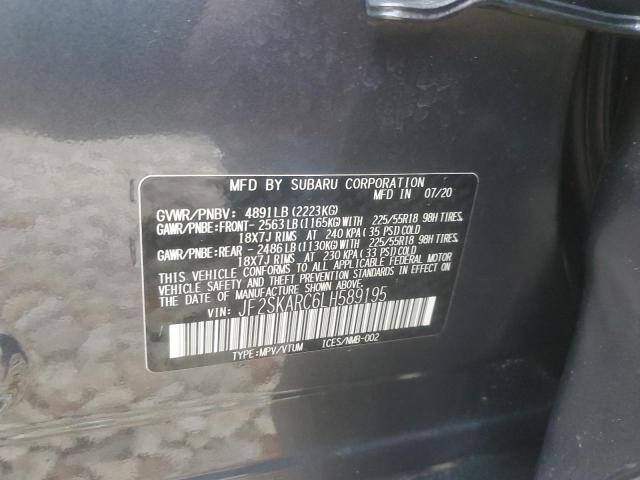 MFD BY SUBARU CORPORATION
MFD IN 07/20
GVWR/PNBV: 4891LB(2223KG)
GAWR/PNBE:FRONT- 2563LB(1165KG)WITH 225/55R18 98H TIRES,
18X7J RIMS AT 240 KPA(35 PSI)COLD
GAWR/PNBE:REAR - 2486LB(1130KG)WITH 225/55R18 98H TIRES,
18X7J RIMS AT 230 KPA(33 PSI)COLD
THIS VEHICLE CONFORMS TO ALL APPLICABLE FEDERAL MOTOR
VEHICLE SAFETY AND THEFT PREVENTION STANDARDS IN EFFECT ON THE
DATE OF MANUFACTURE SHOWN ABOVE.
VIN: JF2SKARC6LH589195
TYPE:MPV/VTUM ICES/NMB-002